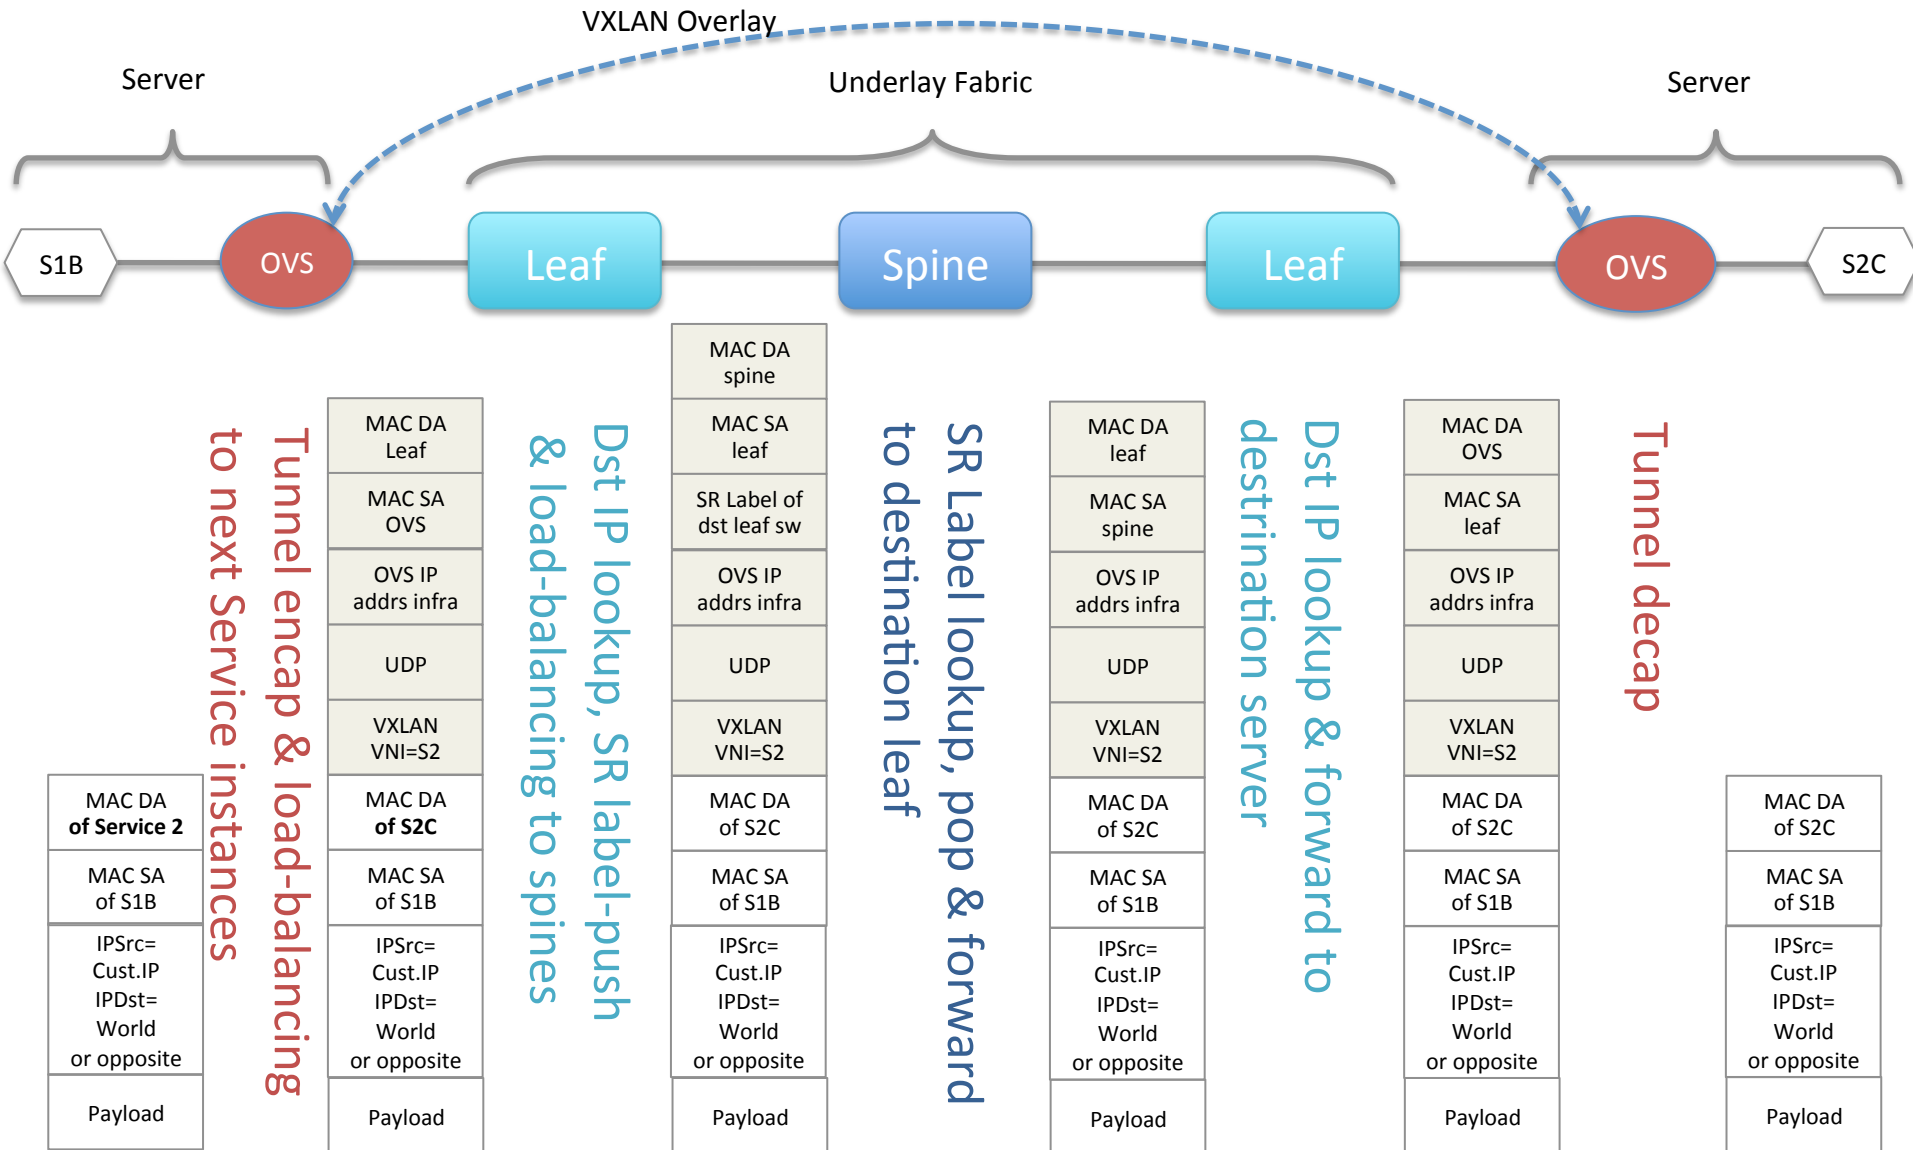 VXLAN Overlay
Server
Underlay Fabric
Server
S1B
OVS
Leaf
Spine
Leaf
OVS
S2C
MAC DA
of Service 2
MAC SA
of S1B
IPSrc=
Cust.IP
IPDst=
World
or opposite
Payload
Tunnel encap & load-balancing
to next Service instances
MAC DA
Leaf
MAC SA
OVS
OVS IP
addrs infra
UDP
VXLAN
VNI=S2
MAC DA
of S2C
MAC SA
of S1B
IPSrc=
Cust.IP
IPDst=
World
or opposite
Payload
Dst IP lookup, SR label-push
& load-balancing to spines
MAC DA
spine
MAC SA
leaf
SR Label of
dst leaf sw
OVS IP
addrs infra
UDP
VXLAN
VNI=S2
MAC DA
of S2C
MAC SA
of S1B
IPSrc=
Cust.IP
IPDst=
World
or opposite
Payload
SR Label lookup, pop & forward
to destination leaf
MAC DA
leaf
MAC SA
spine
OVS IP
addrs infra
UDP
VXLAN
VNI=S2
MAC DA
of S2C
MAC SA
of S1B
IPSrc=
Cust.IP
IPDst=
World
or opposite
Payload
Dst IP lookup & forward to
destrination server
MAC DA
OVS
MAC SA
leaf
OVS IP
addrs infra
UDP
VXLAN
VNI=S2
MAC DA
of S2C
MAC SA
of S1B
IPSrc=
Cust.IP
IPDst=
World
or opposite
Payload
Tunnel decap
MAC DA
of S2C
MAC SA
of S1B
IPSrc=
Cust.IP
IPDst=
World
or opposite
Payload